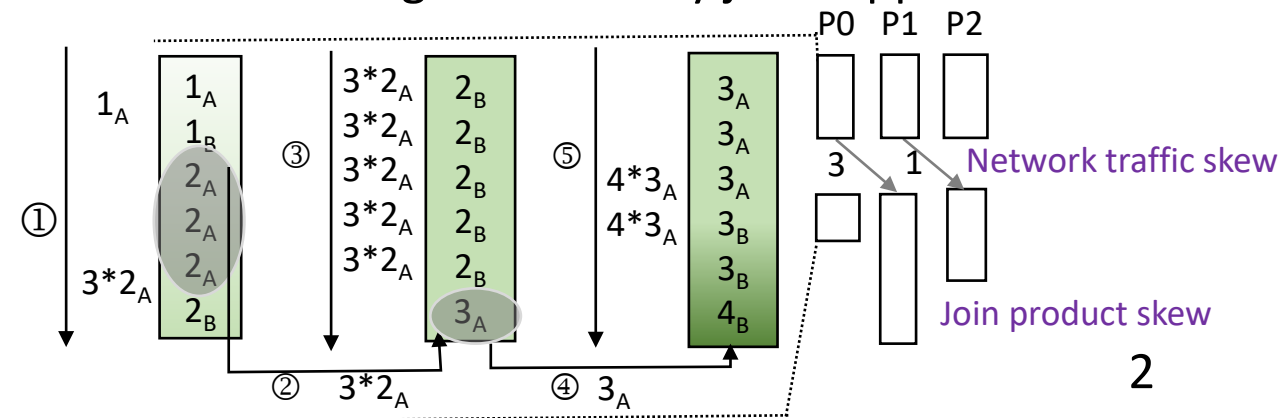 P0 P1 P2
①
1A
3*2A
1A
1B
2A
2A
2A
2B
② 3*2A
③
3*2A
3*2A
3*2A
3*2A
3*2A
2B
2B
2B
2B
2B
3A
④ 3A
⑤
4*3A
4*3A
3A
3A
3A
3B
3B
4B
3 1
Network traffic skew
Join product skew
2